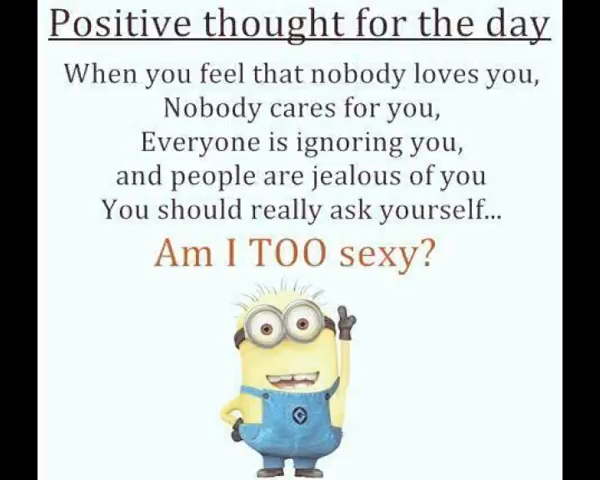 Positive thought for the day
When you feel that nobody loves you,
Nobody cares for you,
Everyone is ignoring you,
and people are jealous of you
You should really ask yourself...
Am I TOO sexy?